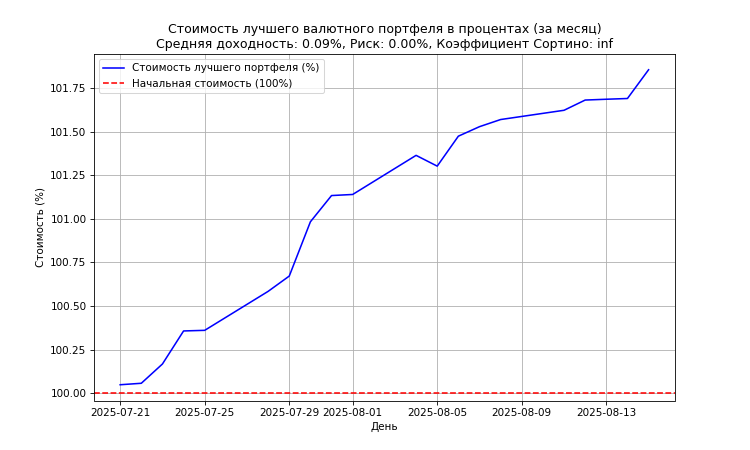 Стоимость лучшего валютного портфеля в процентах (за месяц)
Средняя доходность: 0.09%, Риск: 0.00%, Коэффициент Сортино: inf
Стоимость лучшего портфеля (%)
Начальная стоимость (100%)
Стоимость (%)
101.75
101.50
101.25
101.00
100.75
100.50
100.25
100.00
2025-07-21 2025-07-25 2025-07-29 2025-08-01 2025-08-05 2025-08-09 2025-08-13
День